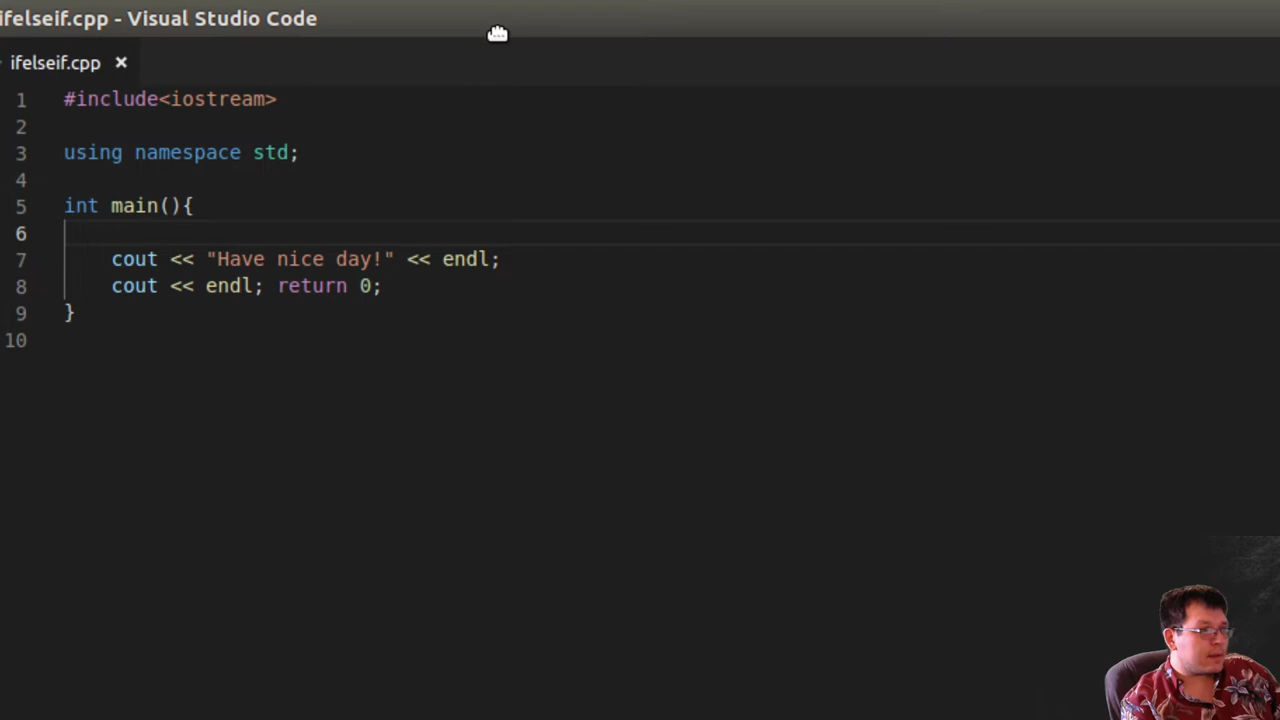 ifelseif.cpp - Visual Studio Code
ifelseif.cpp ×
1 #include<iostream>
2
3 using namespace std;
4
5 int main(){
6
7 cout << "Have nice day!" << endl;
8 cout << endl; return 0;
9 }
10